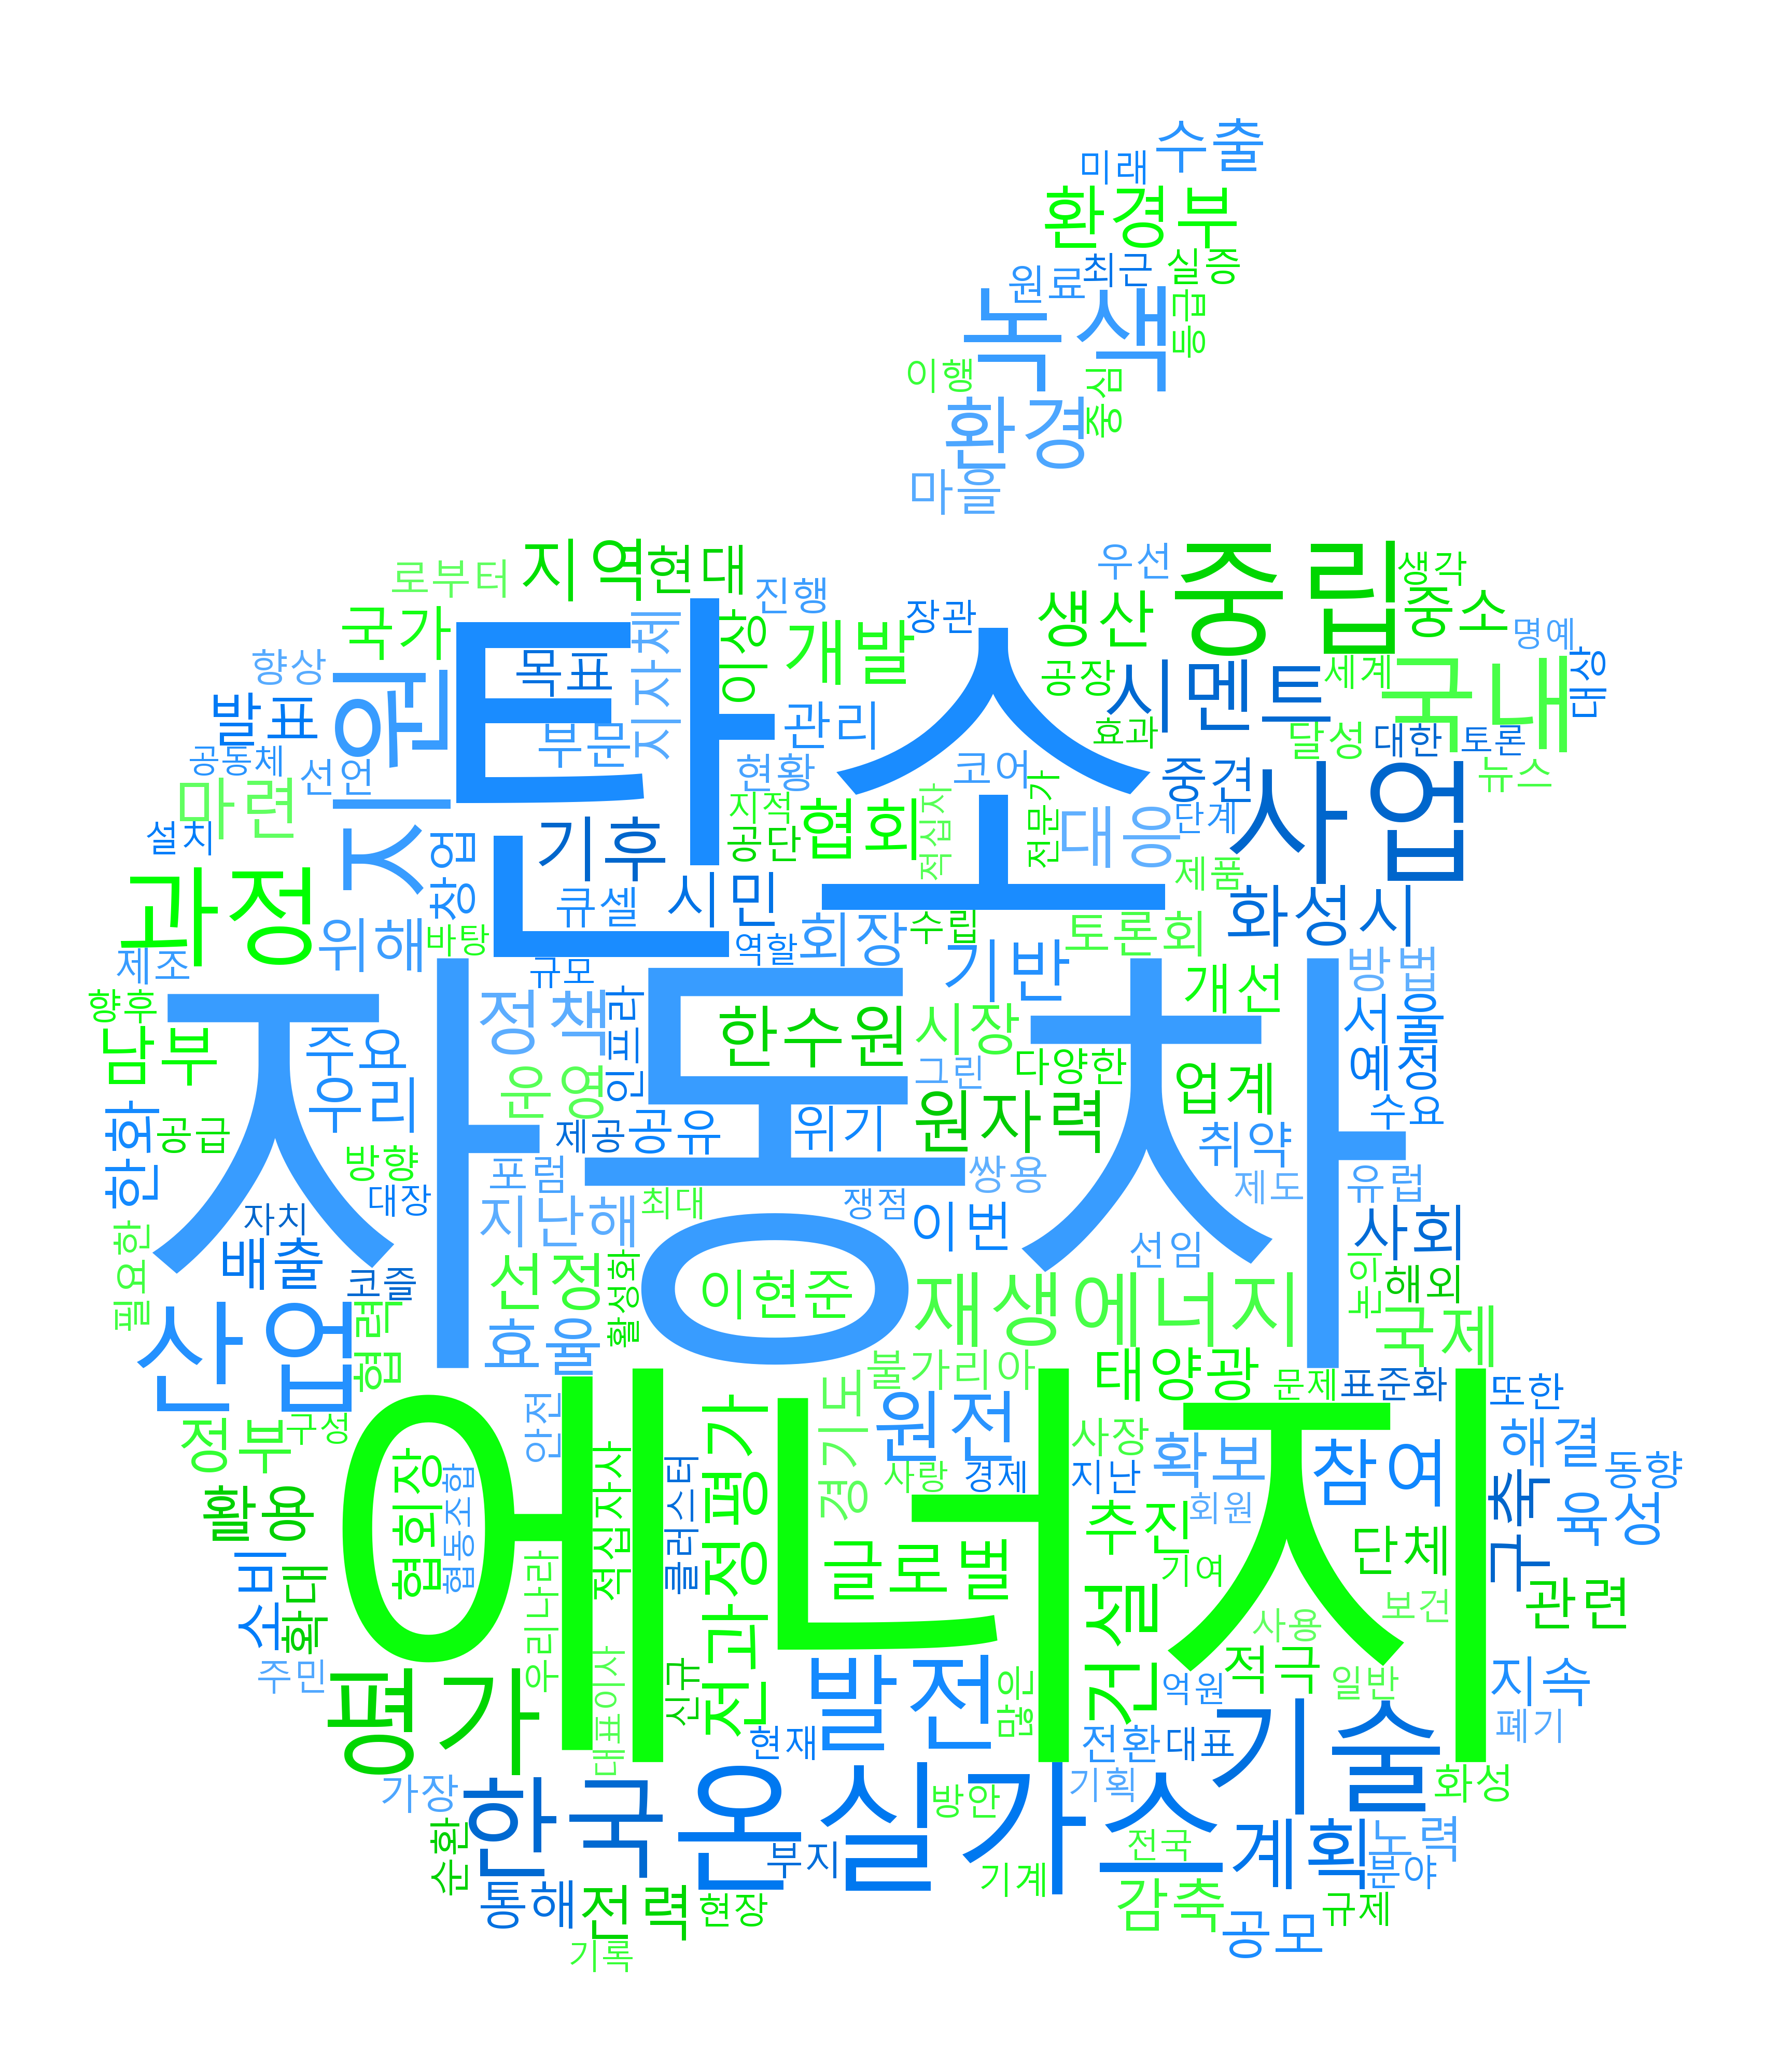 수출
미래
환경부
원료
최근
실증
녹색
등급
이행
중심
환경
마을
로부터
지역
현대
진행
장관
우선
중립
생각
국가
이상
지자체
개발
생산
중소
명예
향상
탄소
목표
공장
시멘트
세계
국내
대상
발표
지원
부문
관리
효과
달성
대한
토론
공동체
선언
현황
코어
중견
사업
뉴스
마련
지적
적십자
전문가
대응
단계
설치
창업
기후
공단
협회
제품
과정
큐셀
시민
화성시
위해
바탕
역할
회장
수립
토론회
제조
규모
기반
개선
방법
향후
자동차
정책
인프라
한수원
시장
서울
남부
주요
그린
다양한
업계
예정
우리
운영
원자력
수요
한화
공급
제공
공유
위기
취약
방향
포럼
쌍용
제도
유럽
대장
지난해
최대
쟁점
이번
자치
선임
사회
필요한
배출
코즐
선정
활성화
이현준
재생에너지
해외
산업
협력
효율
국제
불가리아
태양광
문제
표준화
또한
정부
구성
에너지
안전
전과정평가
경기도
원전
사장
확보
참여
해결
동향
협회장
협동조합
적십자사
클러스터
사랑
경제
지난
활용
회원
구축
육성
추진
소비
확대
우리나라
글로벌
기여
단체
건설
보건
관련
사용
주민
평가
대표이사
신규
발전
많은
억원
적극
일반
지속
현재
전환
대표
기술
폐기
가장
한국
온실가스
방안
기획
화성
순환
부지
전국
계획
노력
기계
분야
통해
전력
현장
감축
공모
규제
기록